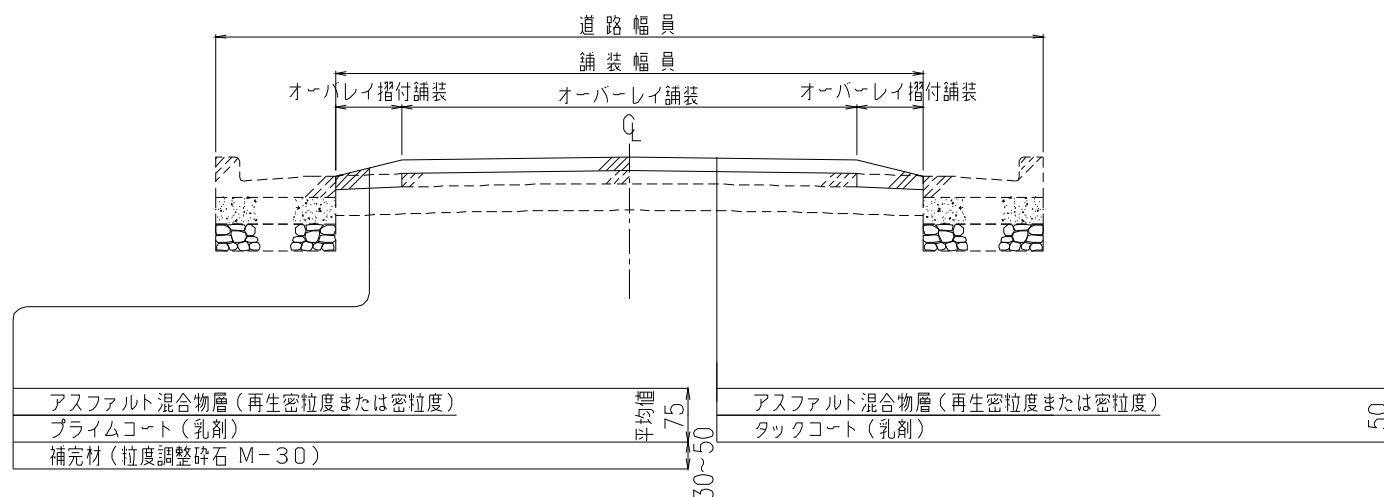 道路幅員
舗装幅員
オーバレイ摺付舗装
オーバーレイ舗装
オーバーレイ摺付舗装
CL
アスファルト混合物層（再生密粒度または密粒度）
プライムコート（乳剤）
補完材（粒度調整砕石 M-30）
平均値
75
30~50
アスファルト混合物層（再生密粒度または密粒度）
タックコート（乳剤）
50